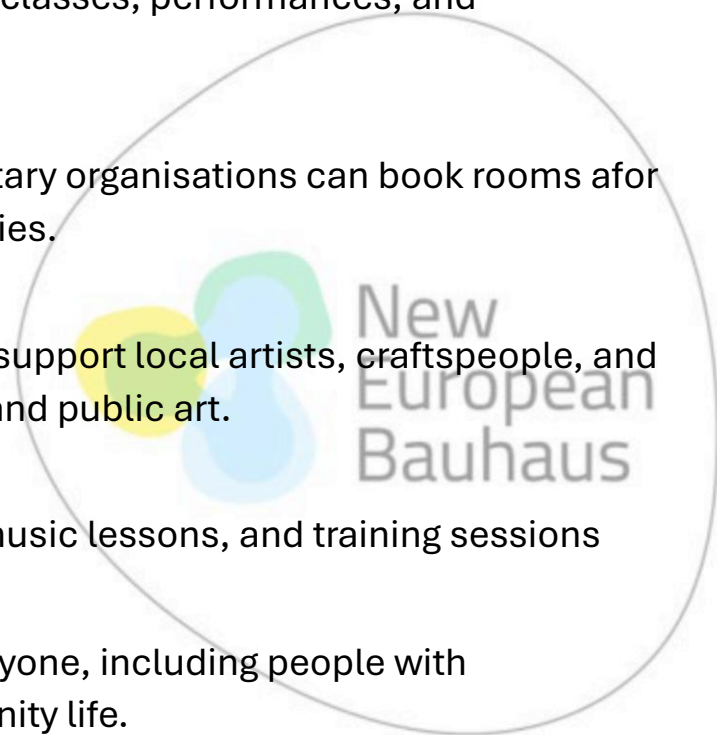 classes, performances, and
tary organisations can book rooms afor
ies.
New
support local artists, craftspeople, and
European
and public art.
Bauhaus
music lessons, and training sessions
yone, including people with
nity life.